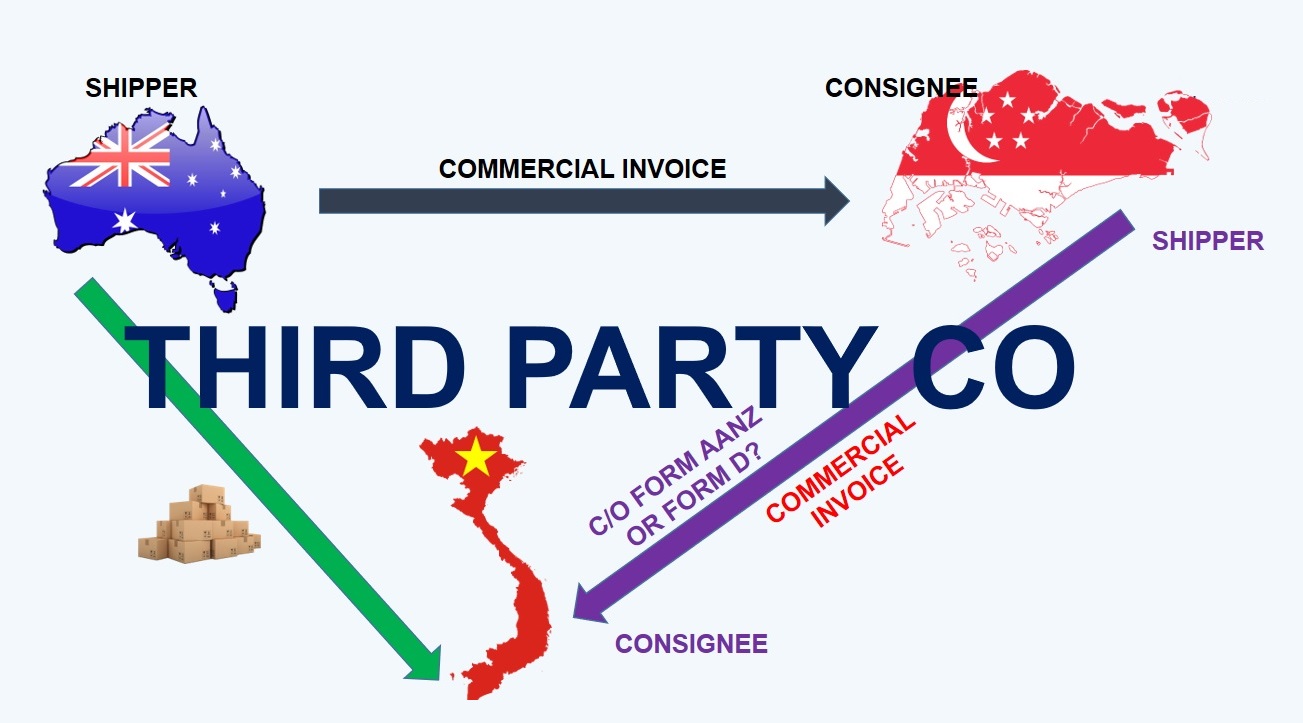 SHIPPER
CONSIGNEE
COMMERCIAL INVOICE
SHIPPER
THIRD PARTY CO
C/O FORM AANZ
OR FORM D?
COMMERCIAL
INVOICE
CONSIGNEE